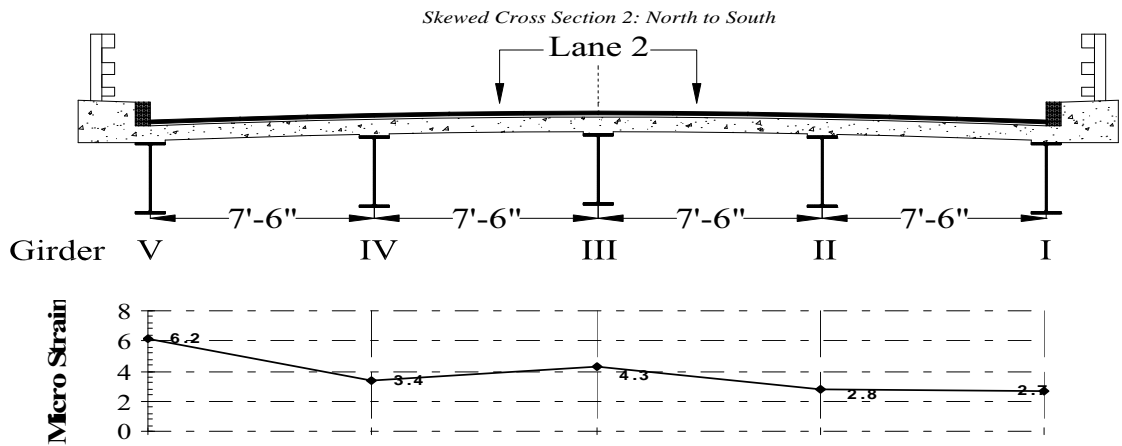 Skewed Cross Section 2: North to South
Lane 2
7'-6" 7'-6" 7'-6" 7'-6"
Girder V IV III II I
Micro Strain
8
6
4
2
0
6.2
3.4
4.3
2.8
2.7